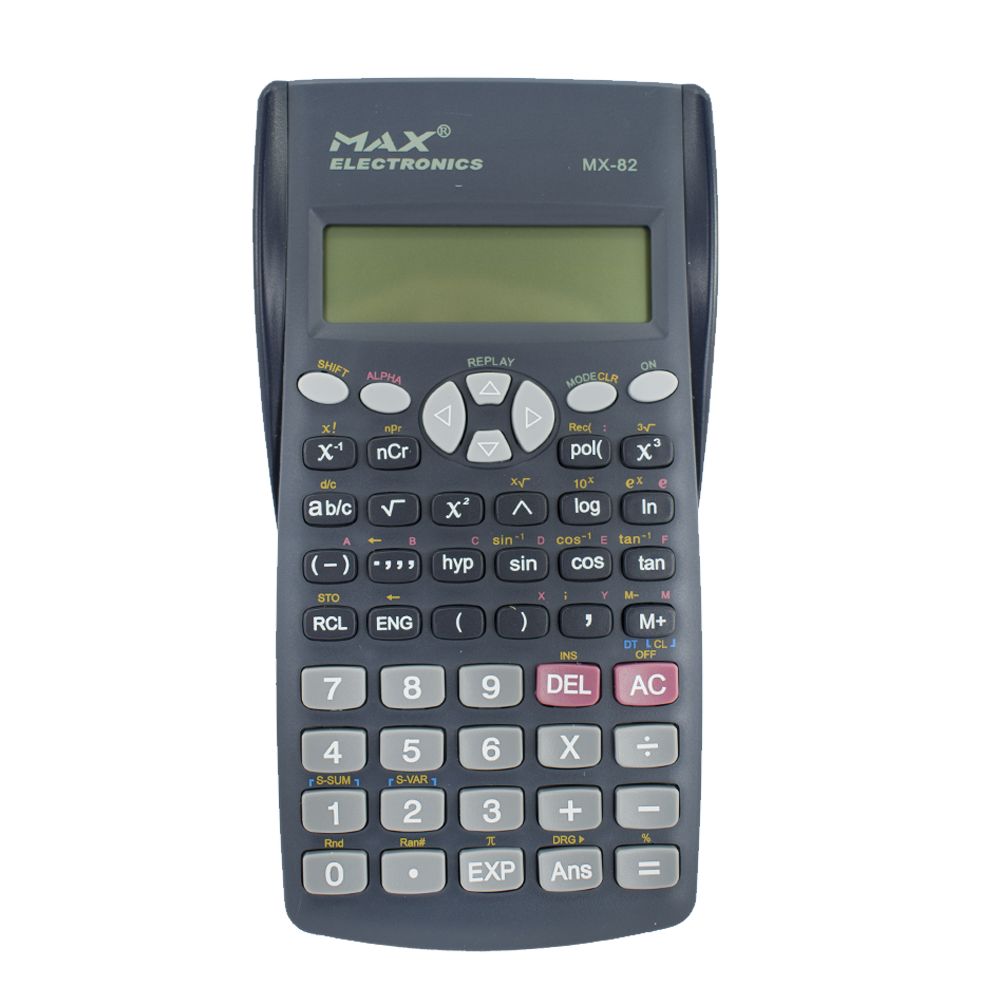 MAX®
ELECTRONICS
MX-82
REPLAY
SHIFT ALPHA MODE CLR ON
x! nPr Rec( : 3√
x-1 nCr pol( x3
d/c x√ 10x ex e
ab/c √ x² ^ log ln
A ← B C sin-1 D cos-1 E tan-1 F
(–) °,,, hyp sin cos tan
STO ← X ; Y M– M
RCL ENG ( ) , M+
DT CL
INS OFF
7 8 9 DEL AC
4 5 6 X ÷
S-SUM S-VAR
1 2 3 + −
Rnd Ran# π DRG▶ %
0 • EXP Ans =